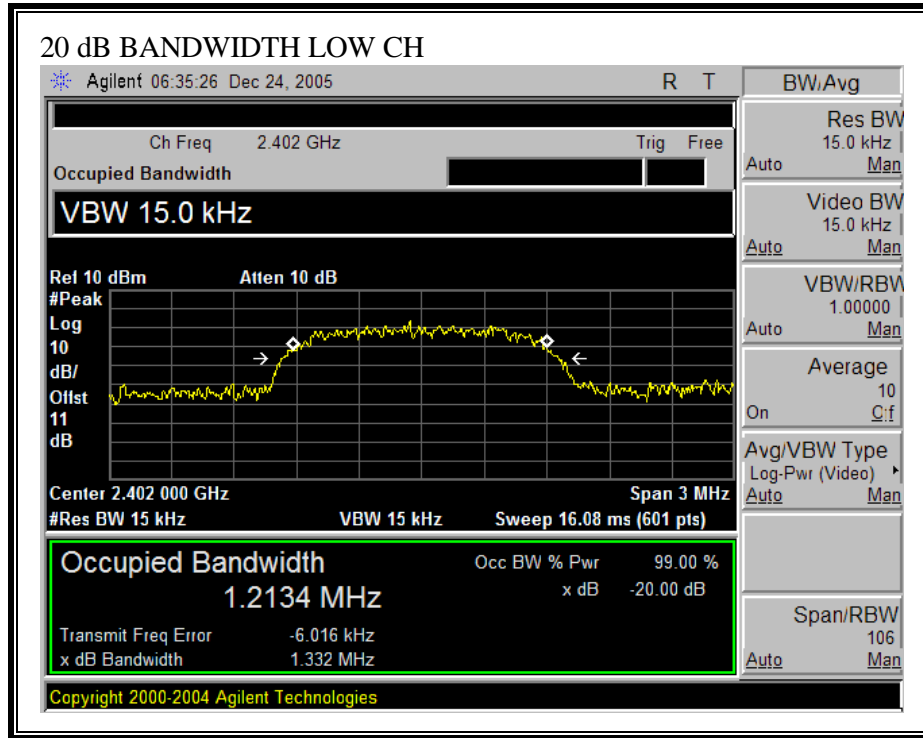 20 dB BANDWIDTH LOW CH
Agilent 06:35:26 Dec 24, 2005 R T
Ch Freq 2.402 GHz Trig Free
Occupied Bandwidth
VBW 15.0 kHz
Ref 10 dBm Atten 10 dB
#Peak
Log
10
dB/
Offst
11
dB
Center 2.402 000 GHz Span 3 MHz
#Res BW 15 kHz VBW 15 kHz Sweep 16.08 ms (601 pts)
Occupied Bandwidth
1.2134 MHz
Occ BW % Pwr 99.00 %
x dB -20.00 dB
Transmit Freq Error -6.016 kHz
x dB Bandwidth 1.332 MHz
Copyright 2000-2004 Agilent Technologies
BW/Avg
Res BW
15.0 kHz
Auto Man
Video BW
15.0 kHz
Auto Man
VBW/RBW
1.00000
Auto Man
Average
10
On Off
Avg/VBW Type
Log-Pwr (Video)
Auto Man
Span/RBW
106
Auto Man